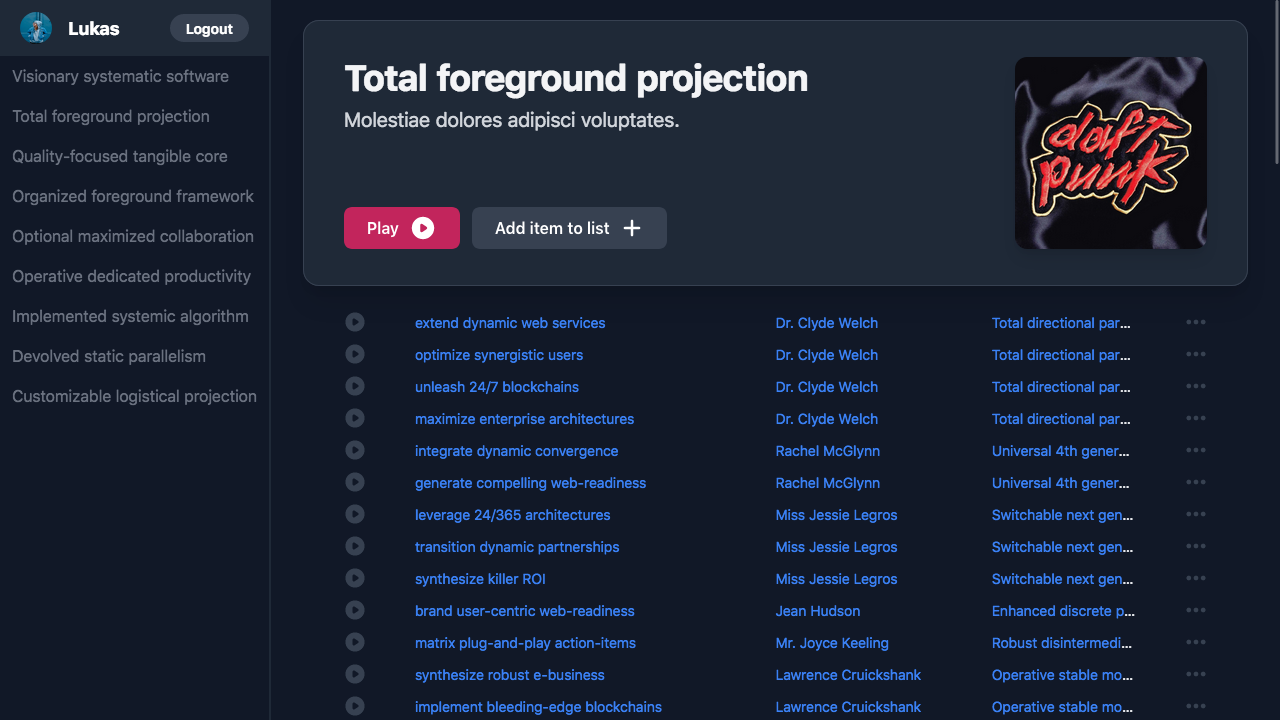 Lukas
Logout
Visionary systematic software
Total foreground projection
Quality-focused tangible core
Organized foreground framework
Optional maximized collaboration
Operative dedicated productivity
Implemented systemic algorithm
Devolved static parallelism
Customizable logistical projection
Total foreground projection
Molestiae dolores adipisci voluptates.
Play
Add item to list
daft
punk
extend dynamic web services Dr. Clyde Welch Total directional par...
optimize synergistic users Dr. Clyde Welch Total directional par...
unleash 24/7 blockchains Dr. Clyde Welch Total directional par...
maximize enterprise architectures Dr. Clyde Welch Total directional par...
integrate dynamic convergence Rachel McGlynn Universal 4th gener...
generate compelling web-readiness Rachel McGlynn Universal 4th gener...
leverage 24/365 architectures Miss Jessie Legros Switchable next gen...
transition dynamic partnerships Miss Jessie Legros Switchable next gen...
synthesize killer ROI Miss Jessie Legros Switchable next gen...
brand user-centric web-readiness Jean Hudson Enhanced discrete p...
matrix plug-and-play action-items Mr. Joyce Keeling Robust disintermedi...
synthesize robust e-business Lawrence Cruickshank Operative stable mo...
implement bleeding-edge blockchains Lawrence Cruickshank Operative stable mo...